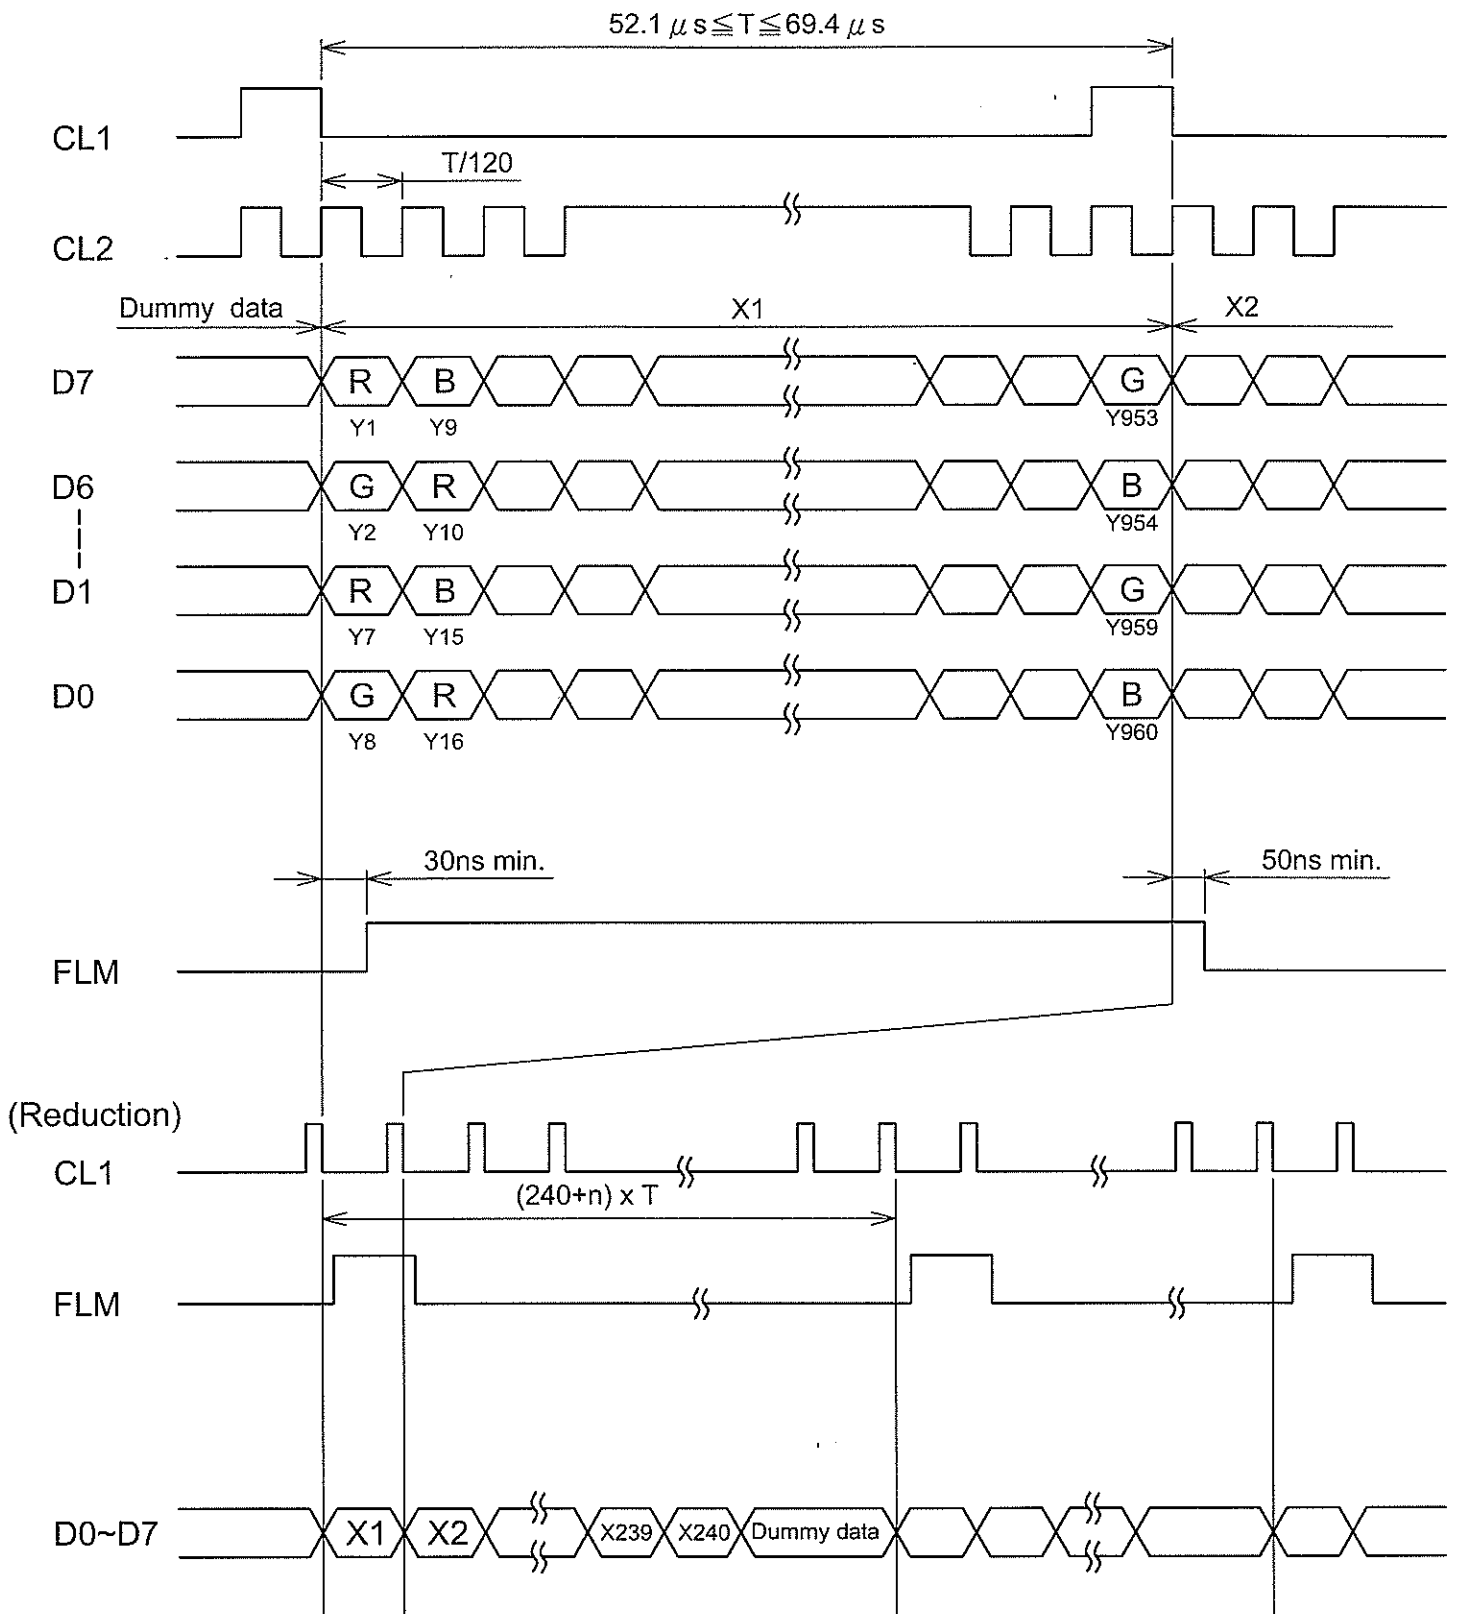 52.1 μs≦T≦69.4 μs
CL1
T/120
CL2
Dummy data
X1
X2
D7
R
B
G
Y1
Y9
Y953
D6
G
R
B
Y2
Y10
Y954
D1
R
B
G
Y7
Y15
Y959
D0
G
R
B
Y8
Y16
Y960
30ns min.
50ns min.
FLM
(Reduction)
CL1
(240+n) x T
FLM
D0~D7
X1
X2
X239
X240
Dummy data